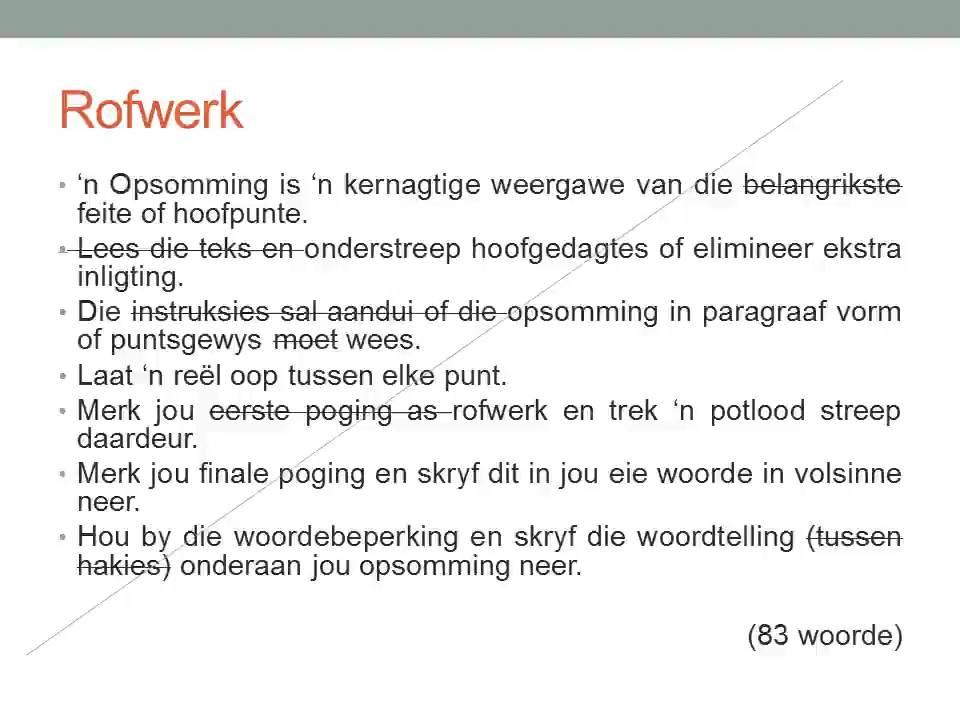 Rofwerk
• ‘n Opsomming is ‘n kernagtige weergawe van die belangrikste
feite of hoofpunte.
• Lees die teks en onderstreep hoofgedagtes of elimineer ekstra
inligting.
• Die instruksies sal aandui of die opsomming in paragraaf vorm
of puntsgewys moet wees.
• Laat ‘n reël oop tussen elke punt.
• Merk jou eerste poging as rofwerk en trek ‘n potlood streep
daardeur.
• Merk jou finale poging en skryf dit in jou eie woorde in volsinne
neer.
• Hou by die woordebeperking en skryf die woordtelling (tussen
hakies) onderaan jou opsomming neer.
(83 woorde)